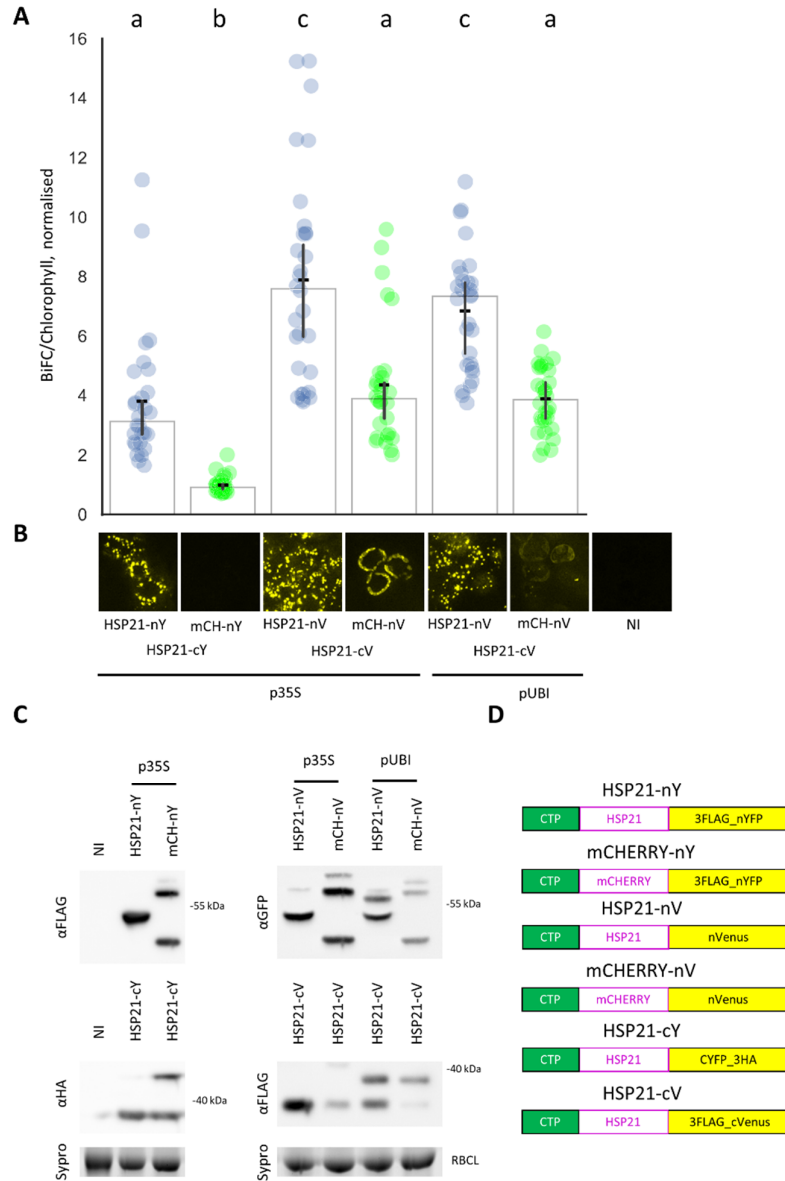 A
a b c a c a
16
14
12
10
8
6
4
2
0
BiFC/Chlorophyll, normalised
B
HSP21-nY mCH-nY HSP21-nV mCH-nV HSP21-nV mCH-nV NI
HSP21-cY HSP21-cV HSP21-cV
p35S pUBI
C
p35S
NI HSP21-nY mCH-nY
αFLAG
-55 kDa
NI HSP21-cY HSP21-cY
αHA
-40 kDa
Sypro
p35S pUBI
HSP21-nV mCH-nV HSP21-nV mCH-nV
αGFP
-55 kDa
HSP21-cV HSP21-cV HSP21-cV HSP21-cV
αFLAG
-40 kDa
Sypro
RBCL
D
HSP21-nY
CTP HSP21 3FLAG_nYFP
mCHERRY-nY
CTP mCHERRY 3FLAG_nYFP
HSP21-nV
CTP HSP21 nVenus
mCHERRY-nV
CTP mCHERRY nVenus
HSP21-cY
CTP HSP21 CYFP_3HA
HSP21-cV
CTP HSP21 3FLAG_cVenus